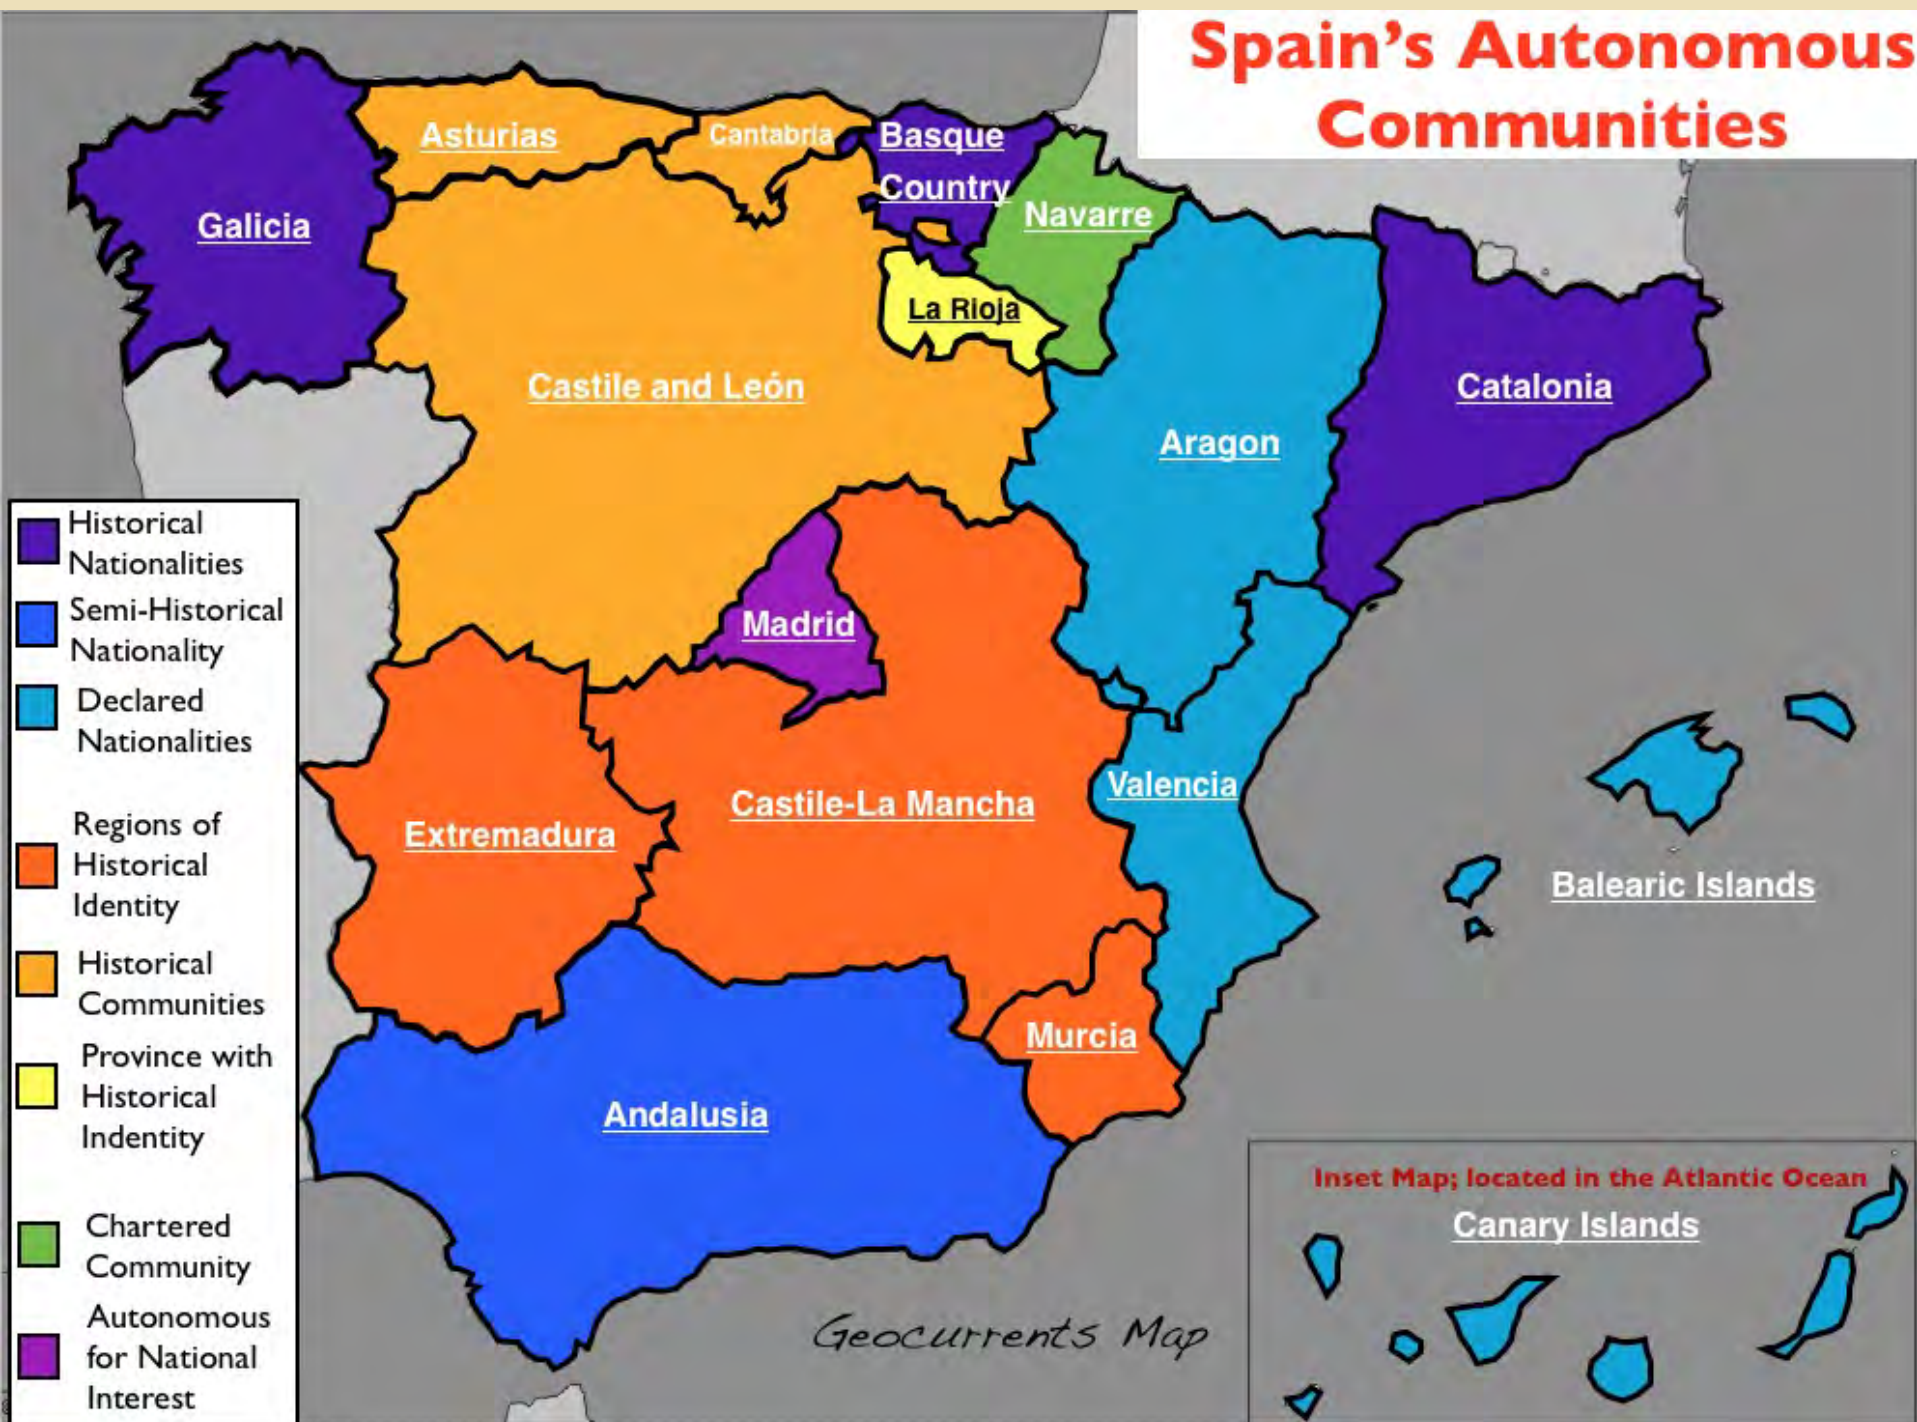 Spain's Autonomous
Communities
Asturias
Cantabria
Basque
Country
Navarre
Galicia
La Rioja
Castile and León
Catalonia
Aragon
Madrid
Valencia
Castile-La Mancha
Extremadura
Balearic Islands
Murcia
Andalusia
Historical
Nationalities
Semi-Historical
Nationality
Declared
Nationalities
Regions of
Historical
Identity
Historical
Communities
Province with
Historical
Indentity
Chartered
Community
Autonomous
for National
Interest
Inset Map; located in the Atlantic Ocean
Canary Islands
Geocurrents Map